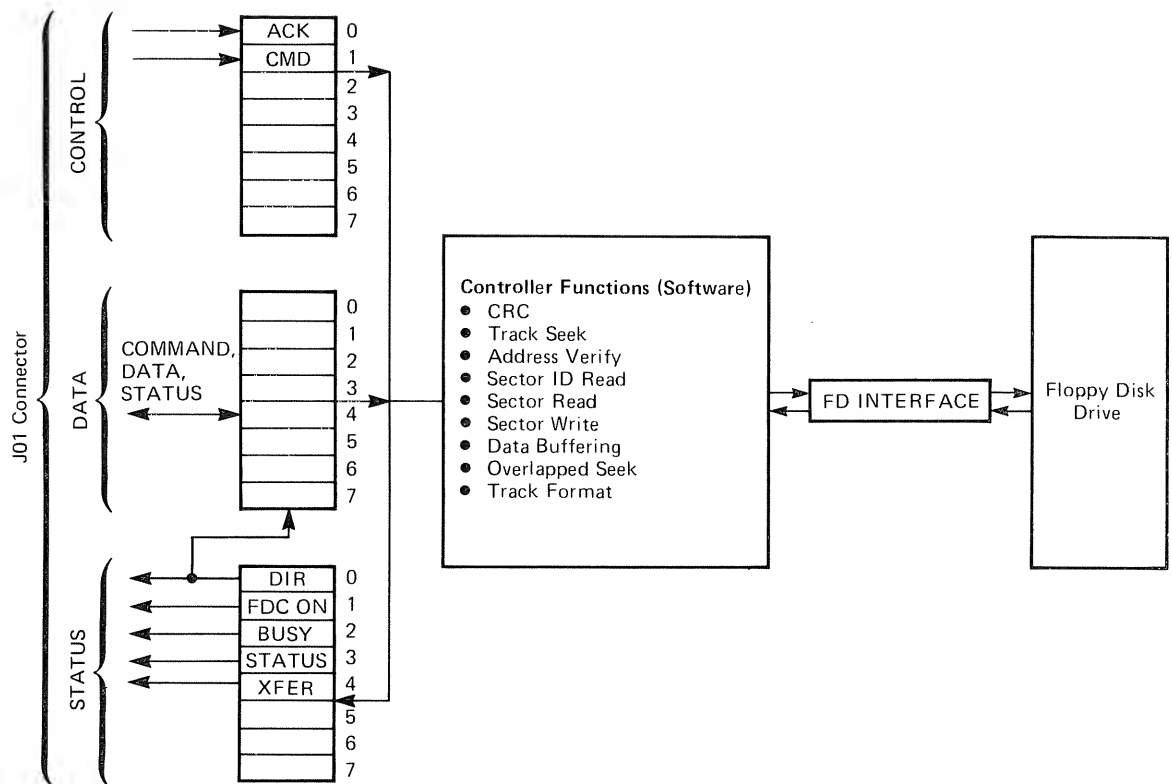 J01 Connector
CONTROL
ACK 0
CMD 1
2
3
4
5
6
7
DATA
COMMAND,
DATA,
STATUS
0
1
2
3
4
5
6
7
STATUS
DIR 0
FDC ON 1
BUSY 2
STATUS 3
XFER 4
5
6
7
Controller Functions (Software)
● CRC
● Track Seek
● Address Verify
● Sector ID Read
● Sector Read
● Sector Write
● Data Buffering
● Overlapped Seek
● Track Format
FD INTERFACE
Floppy Disk
Drive